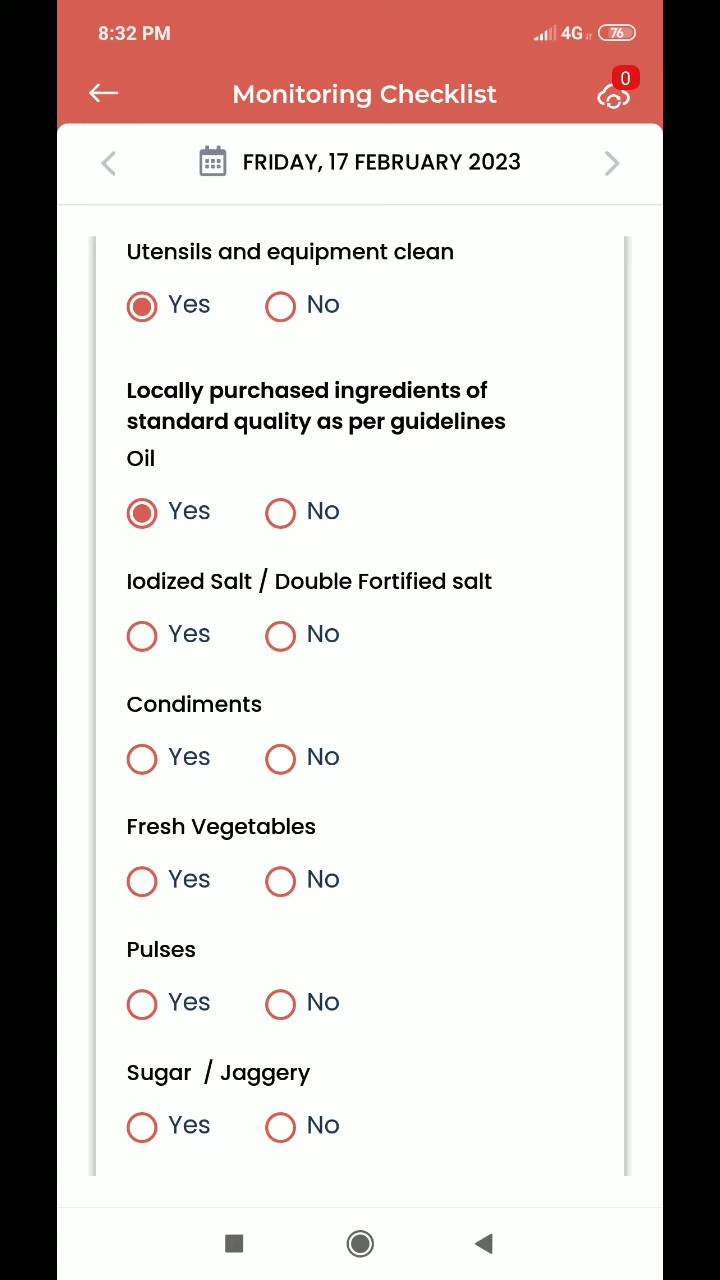 8:32 PM 4G 76
0
Monitoring Checklist
FRIDAY, 17 FEBRUARY 2023
Utensils and equipment clean
Yes No
Locally purchased ingredients of
standard quality as per guidelines
Oil
Yes No
Iodized Salt / Double Fortified salt
Yes No
Condiments
Yes No
Fresh Vegetables
Yes No
Pulses
Yes No
Sugar / Jaggery
Yes No